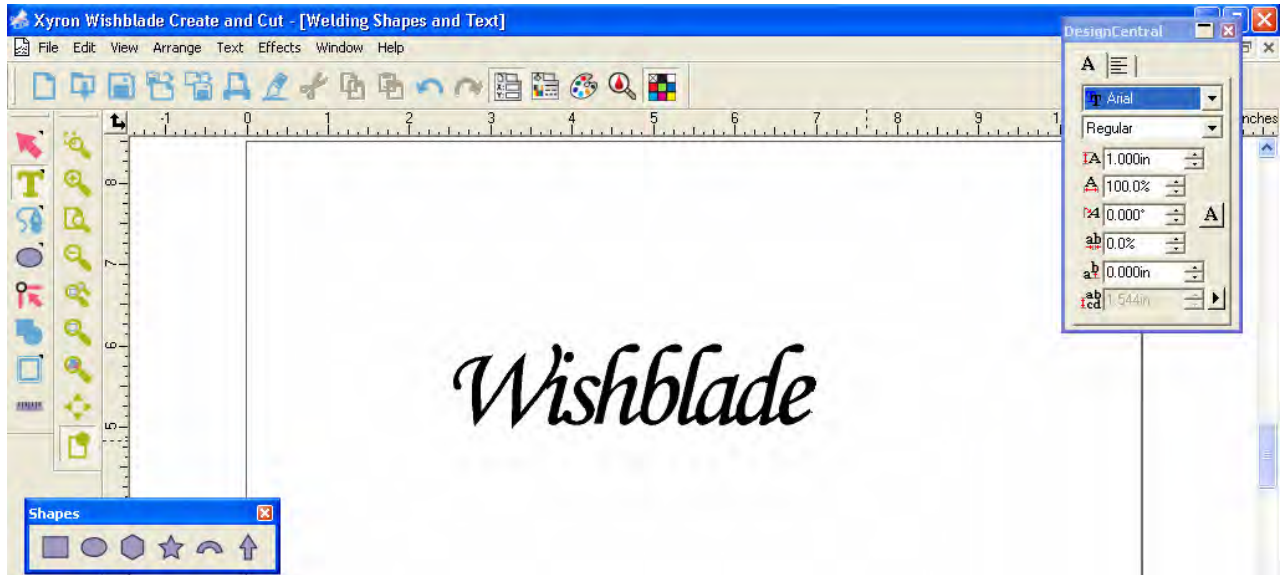 Xyron Wishblade Create and Cut - [Welding Shapes and Text]
File Edit View Arrange Text Effects Window Help
DesignCentral
A
Arial
Regular
1.000in
100.0%
0.000°
A
0.0%
0.000in
1.544in
-1 0 1 2 3 4 5 6 7 8 9 1 nches
8
7
6
5
Wishblade
Shapes